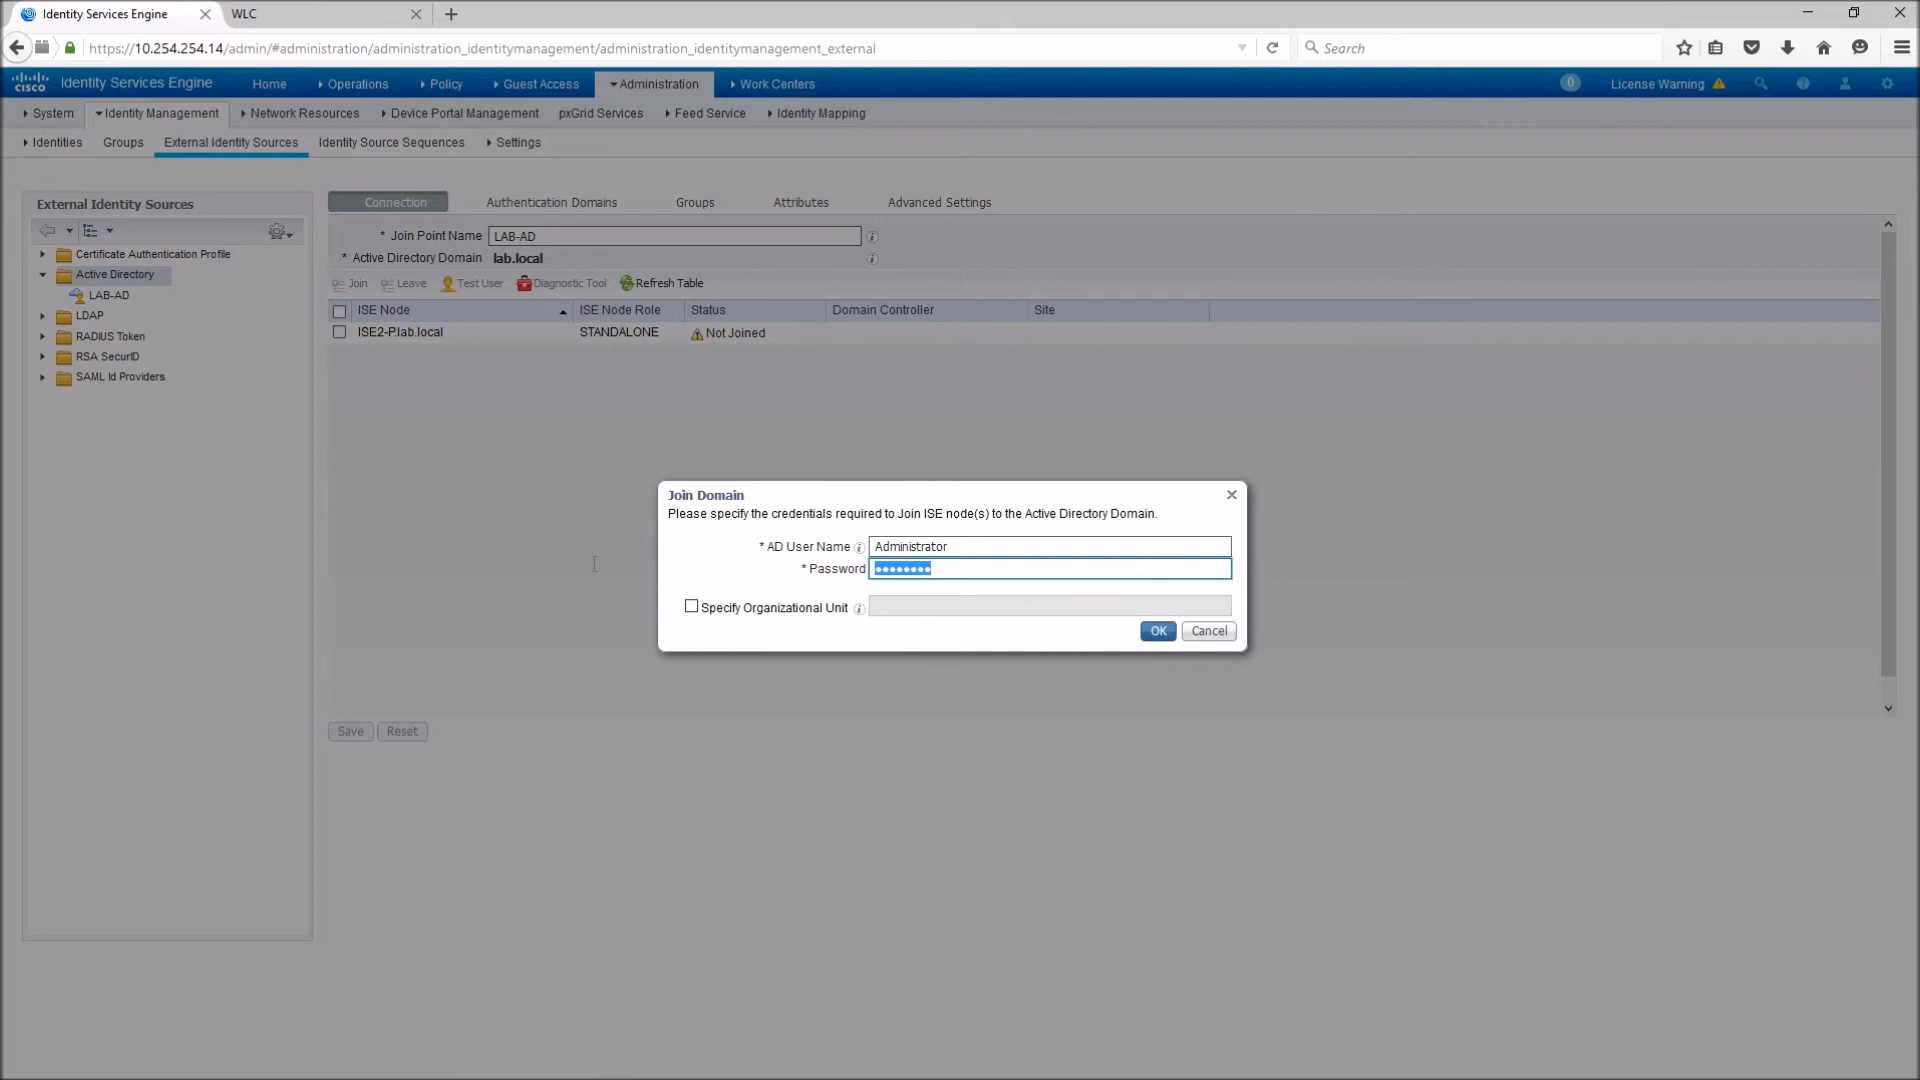 Identity Services Engine
WLC
https://10.254.254.14/admin/#administration/administration_identitymanagement/administration_identitymanagement_external
Search
cisco Identity Services Engine Home Operations Policy Guest Access Administration Work Centers 0 License Warning
System Identity Management Network Resources Device Portal Management pxGrid Services Feed Service Identity Mapping
Identities Groups External Identity Sources Identity Source Sequences Settings
External Identity Sources
Certificate Authentication Profile
Active Directory
LAB-AD
LDAP
RADIUS Token
RSA SecurID
SAML Id Providers
Connection Authentication Domains Groups Attributes Advanced Settings
* Join Point Name LAB-AD
* Active Directory Domain lab.local
Join Leave Test User Diagnostic Tool Refresh Table
ISE Node ISE Node Role Status Domain Controller Site
ISE2-P.lab.local STANDALONE Not Joined
Join Domain
Please specify the credentials required to Join ISE node(s) to the Active Directory Domain.
* AD User Name Administrator
* Password ••••••••
Specify Organizational Unit
OK Cancel
Save Reset